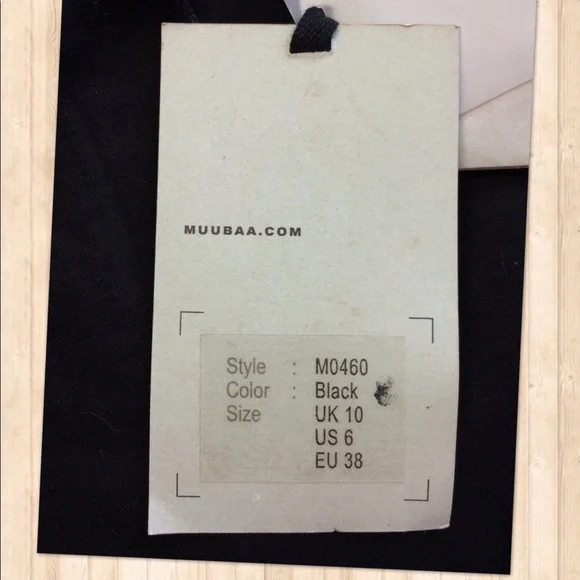 MUUBAA.COM
Style : M0460
Color : Black
Size UK 10
US 6
EU 38